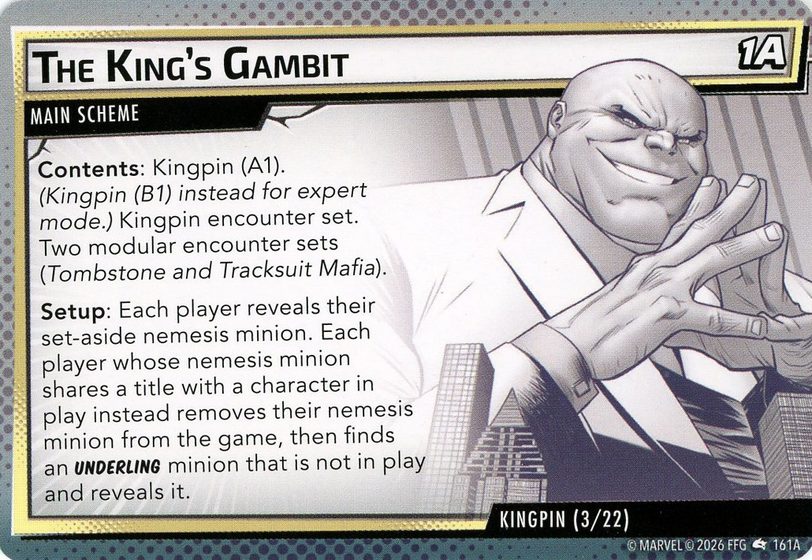 THE KING'S GAMBIT
1A
MAIN SCHEME
Contents: Kingpin (A1).
(Kingpin (B1) instead for expert
mode.) Kingpin encounter set.
Two modular encounter sets
(Tombstone and Tracksuit Mafia).
Setup: Each player reveals their
set-aside nemesis minion. Each
player whose nemesis minion
shares a title with a character in
play instead removes their nemesis
minion from the game, then finds
an UNDERLING minion that is not in play
and reveals it.
KINGPIN (3/22)
© MARVEL © 2026 FFG 161A